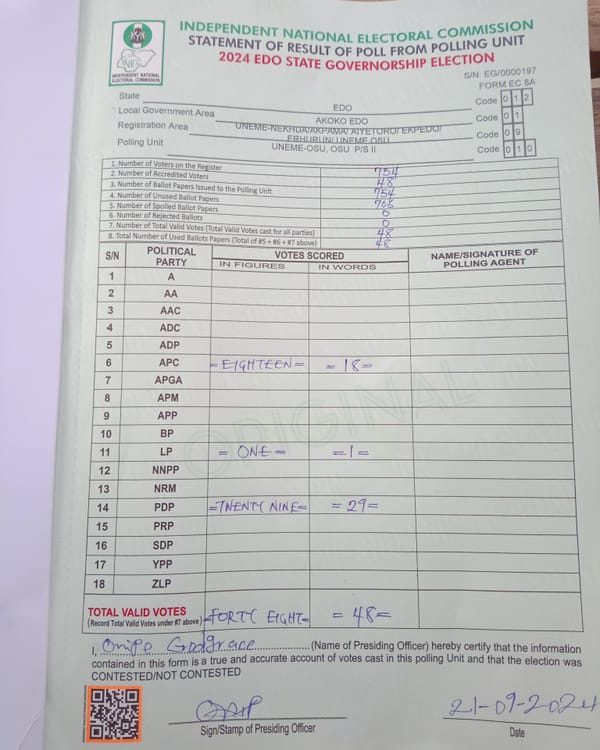 INDEPENDENT NATIONAL ELECTORAL COMMISSION
STATEMENT OF RESULT OF POLL FROM POLLING UNIT
2024 EDO STATE GOVERNORSHIP ELECTION
INEC
INDEPENDENT NATIONAL
ELECTORAL COMMISSION
S/N: EG/0000197
FORM EC 8A
State EDO Code 0 1 2
Local Government Area AKOKO EDO Code 0 1
Registration Area UNEME-NEKHUA/AKPAMA/ AIYETORO/ EKPEDO/ ERHURUN/ UNEME OSU Code 0 9
Polling Unit UNEME-OSU, OSU P/S II Code 0 1 0
1. Number of Voters on the Register 754
2. Number of Accredited Voters 48
3. Number of Ballot Papers Issued to the Polling Unit 754
4. Number of Unused Ballot Papers 706
5. Number of Spoiled Ballot Papers 0
6. Number of Rejected Ballots 0
7. Number of Total Valid Votes (Total Valid Votes cast for all parties) 48
8. Total Number of Used Ballots Papers (Total of #5 + #6 + #7 above) 48
S/N POLITICAL PARTY VOTES SCORED NAME/SIGNATURE OF POLLING AGENT
IN FIGURES IN WORDS
1 A
2 AA
3 AAC
4 ADC
5 ADP
6 APC =EIGHTEEN= =18=
7 APGA
8 APM
9 APP
10 BP
11 LP = ONE = =1=
12 NNPP
13 NRM
14 PDP =TWENTY NINE= =29=
15 PRP
16 SDP
17 YPP
18 ZLP
ORIGINAL
TOTAL VALID VOTES
(Record Total Valid Votes under #7 above) =FORTY EIGHT= =48=
I, Omipe Godgrace (Name of Presiding Officer) hereby certify that the information
contained in this form is a true and accurate account of votes cast in this polling Unit and that the election was
CONTESTED/NOT CONTESTED
21-09-2024
Sign/Stamp of Presiding Officer Date